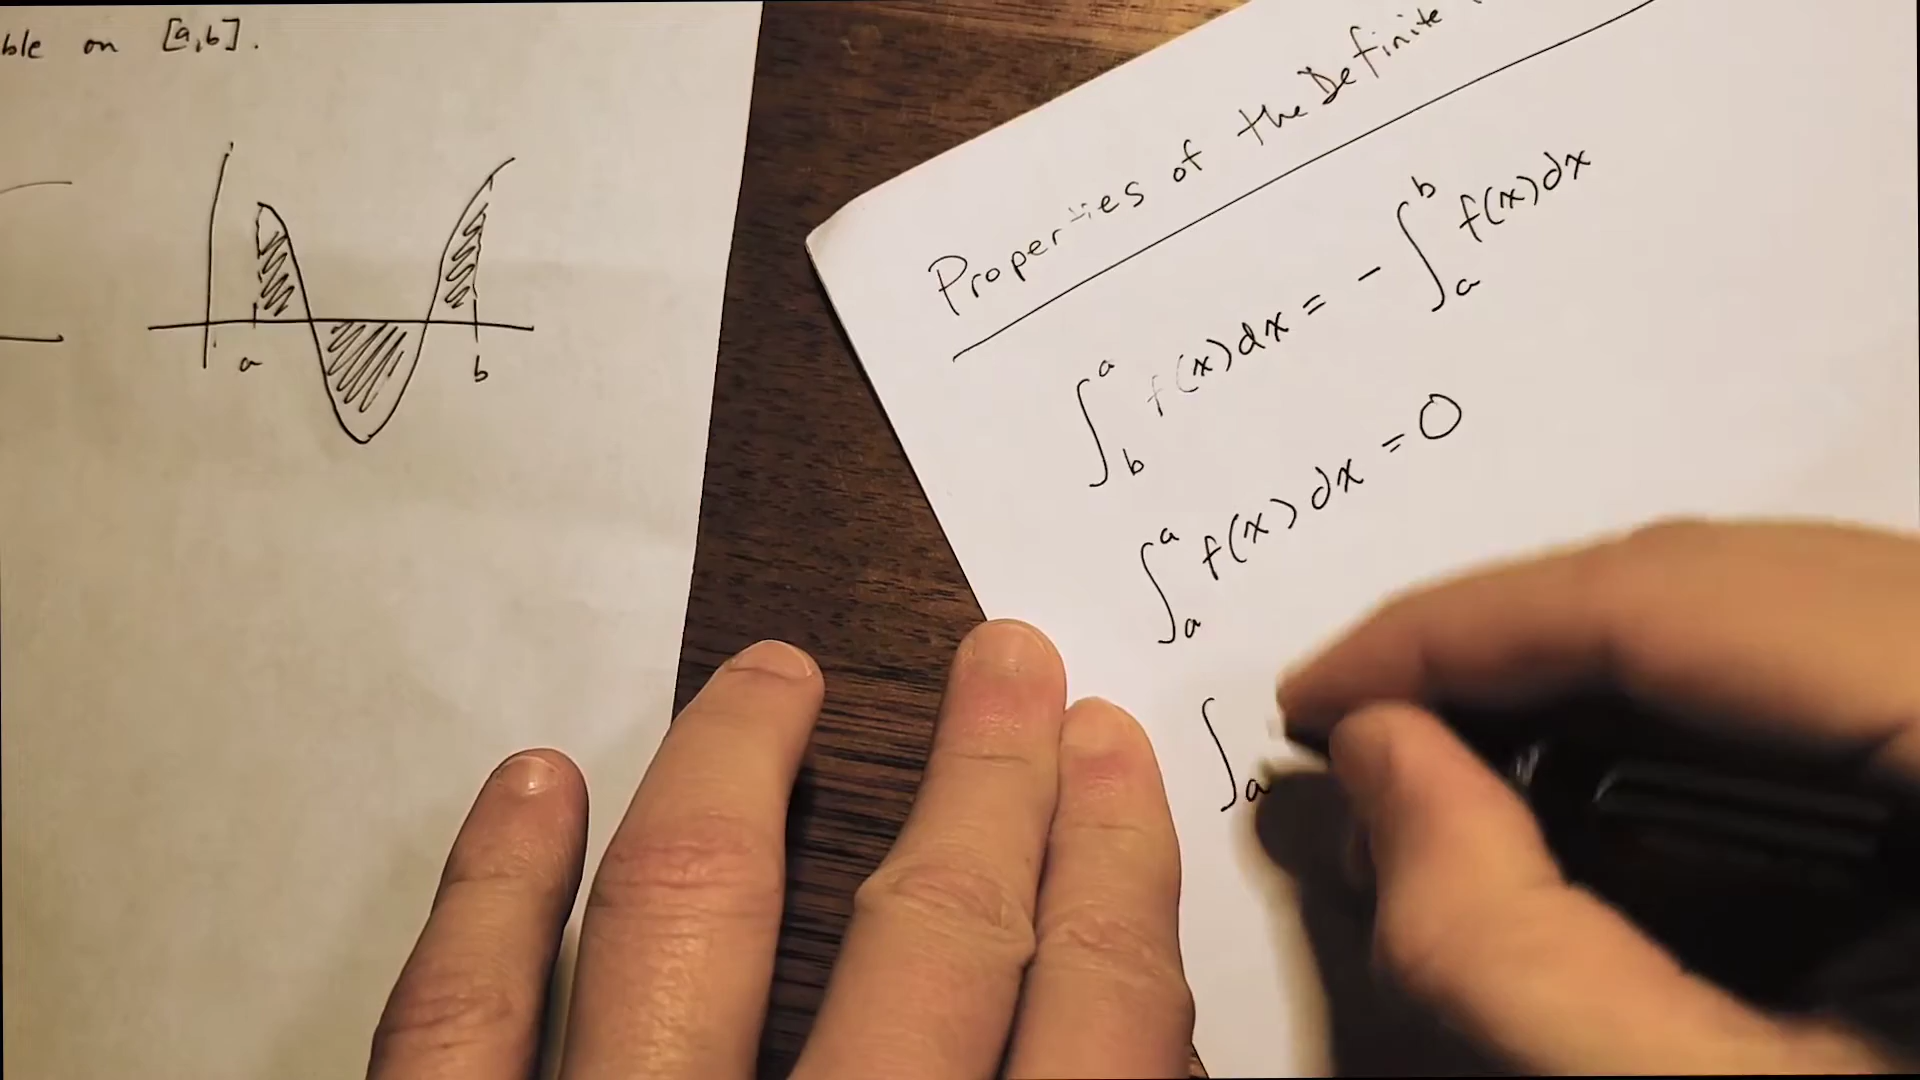 ble on [a,b].
a b
Properties of the Definite
∫_b^a f(x)dx = - ∫_a^b f(x)dx
∫_a^a f(x)dx = 0
∫_a